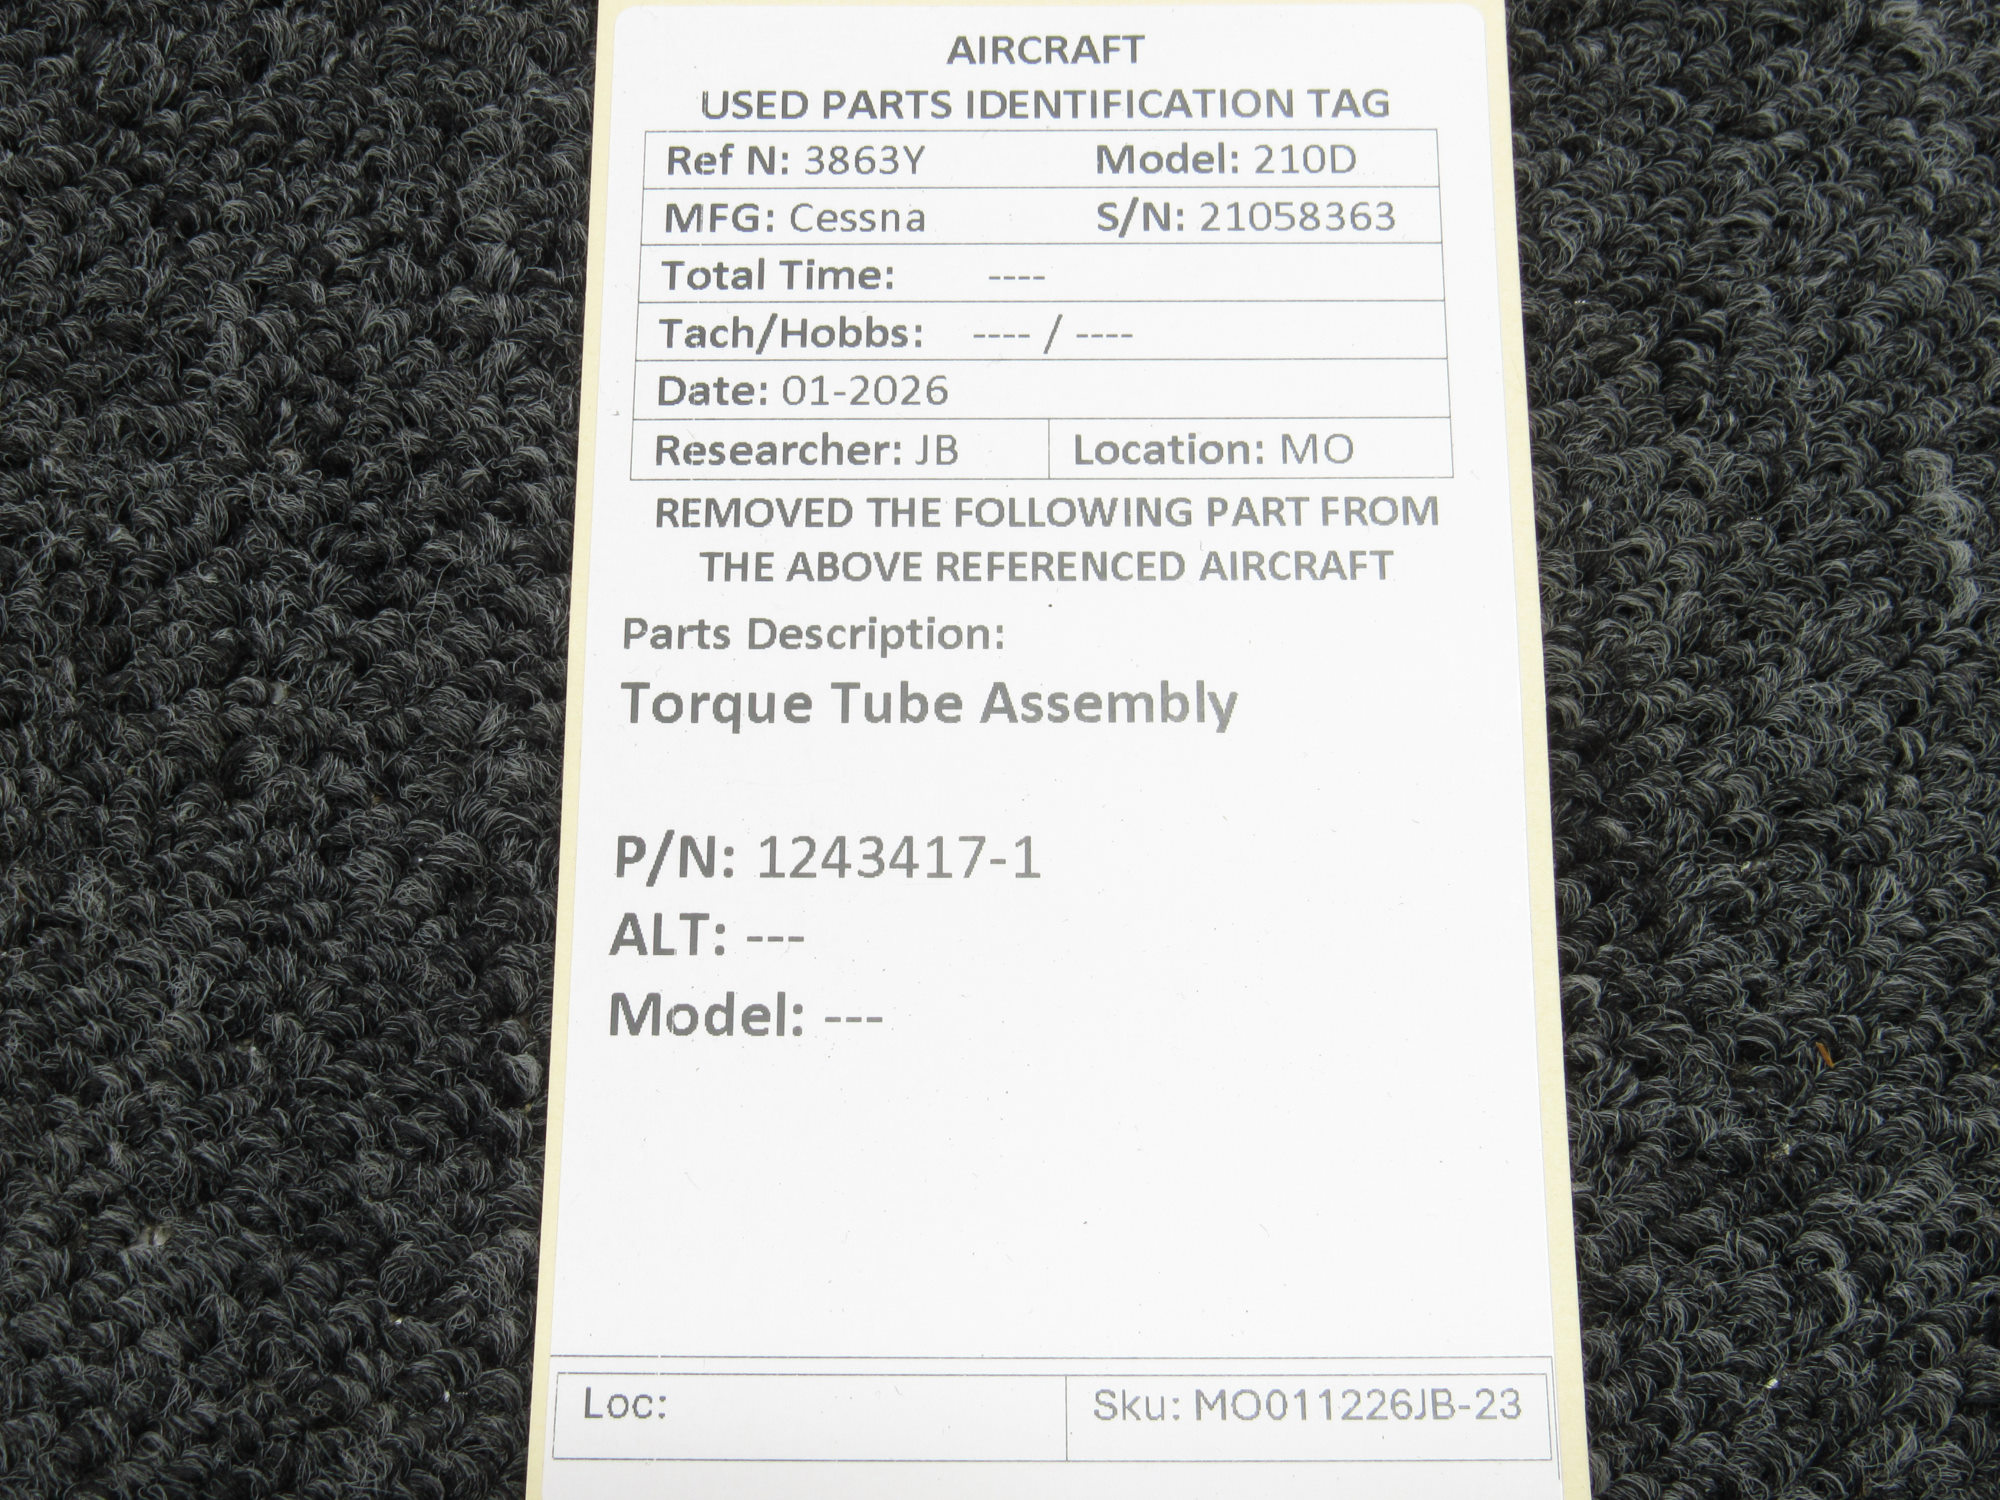 AIRCRAFT
USED PARTS IDENTIFICATION TAG
Ref N: 3863Y Model: 210D
MFG: Cessna S/N: 21058363
Total Time: ----
Tach/Hobbs: ---- / ----
Date: 01-2026
Researcher: JB Location: MO
REMOVED THE FOLLOWING PART FROM
THE ABOVE REFERENCED AIRCRAFT
Parts Description:
Torque Tube Assembly
P/N: 1243417-1
ALT: ---
Model: ---
Loc: Sku: MO011226JB-23